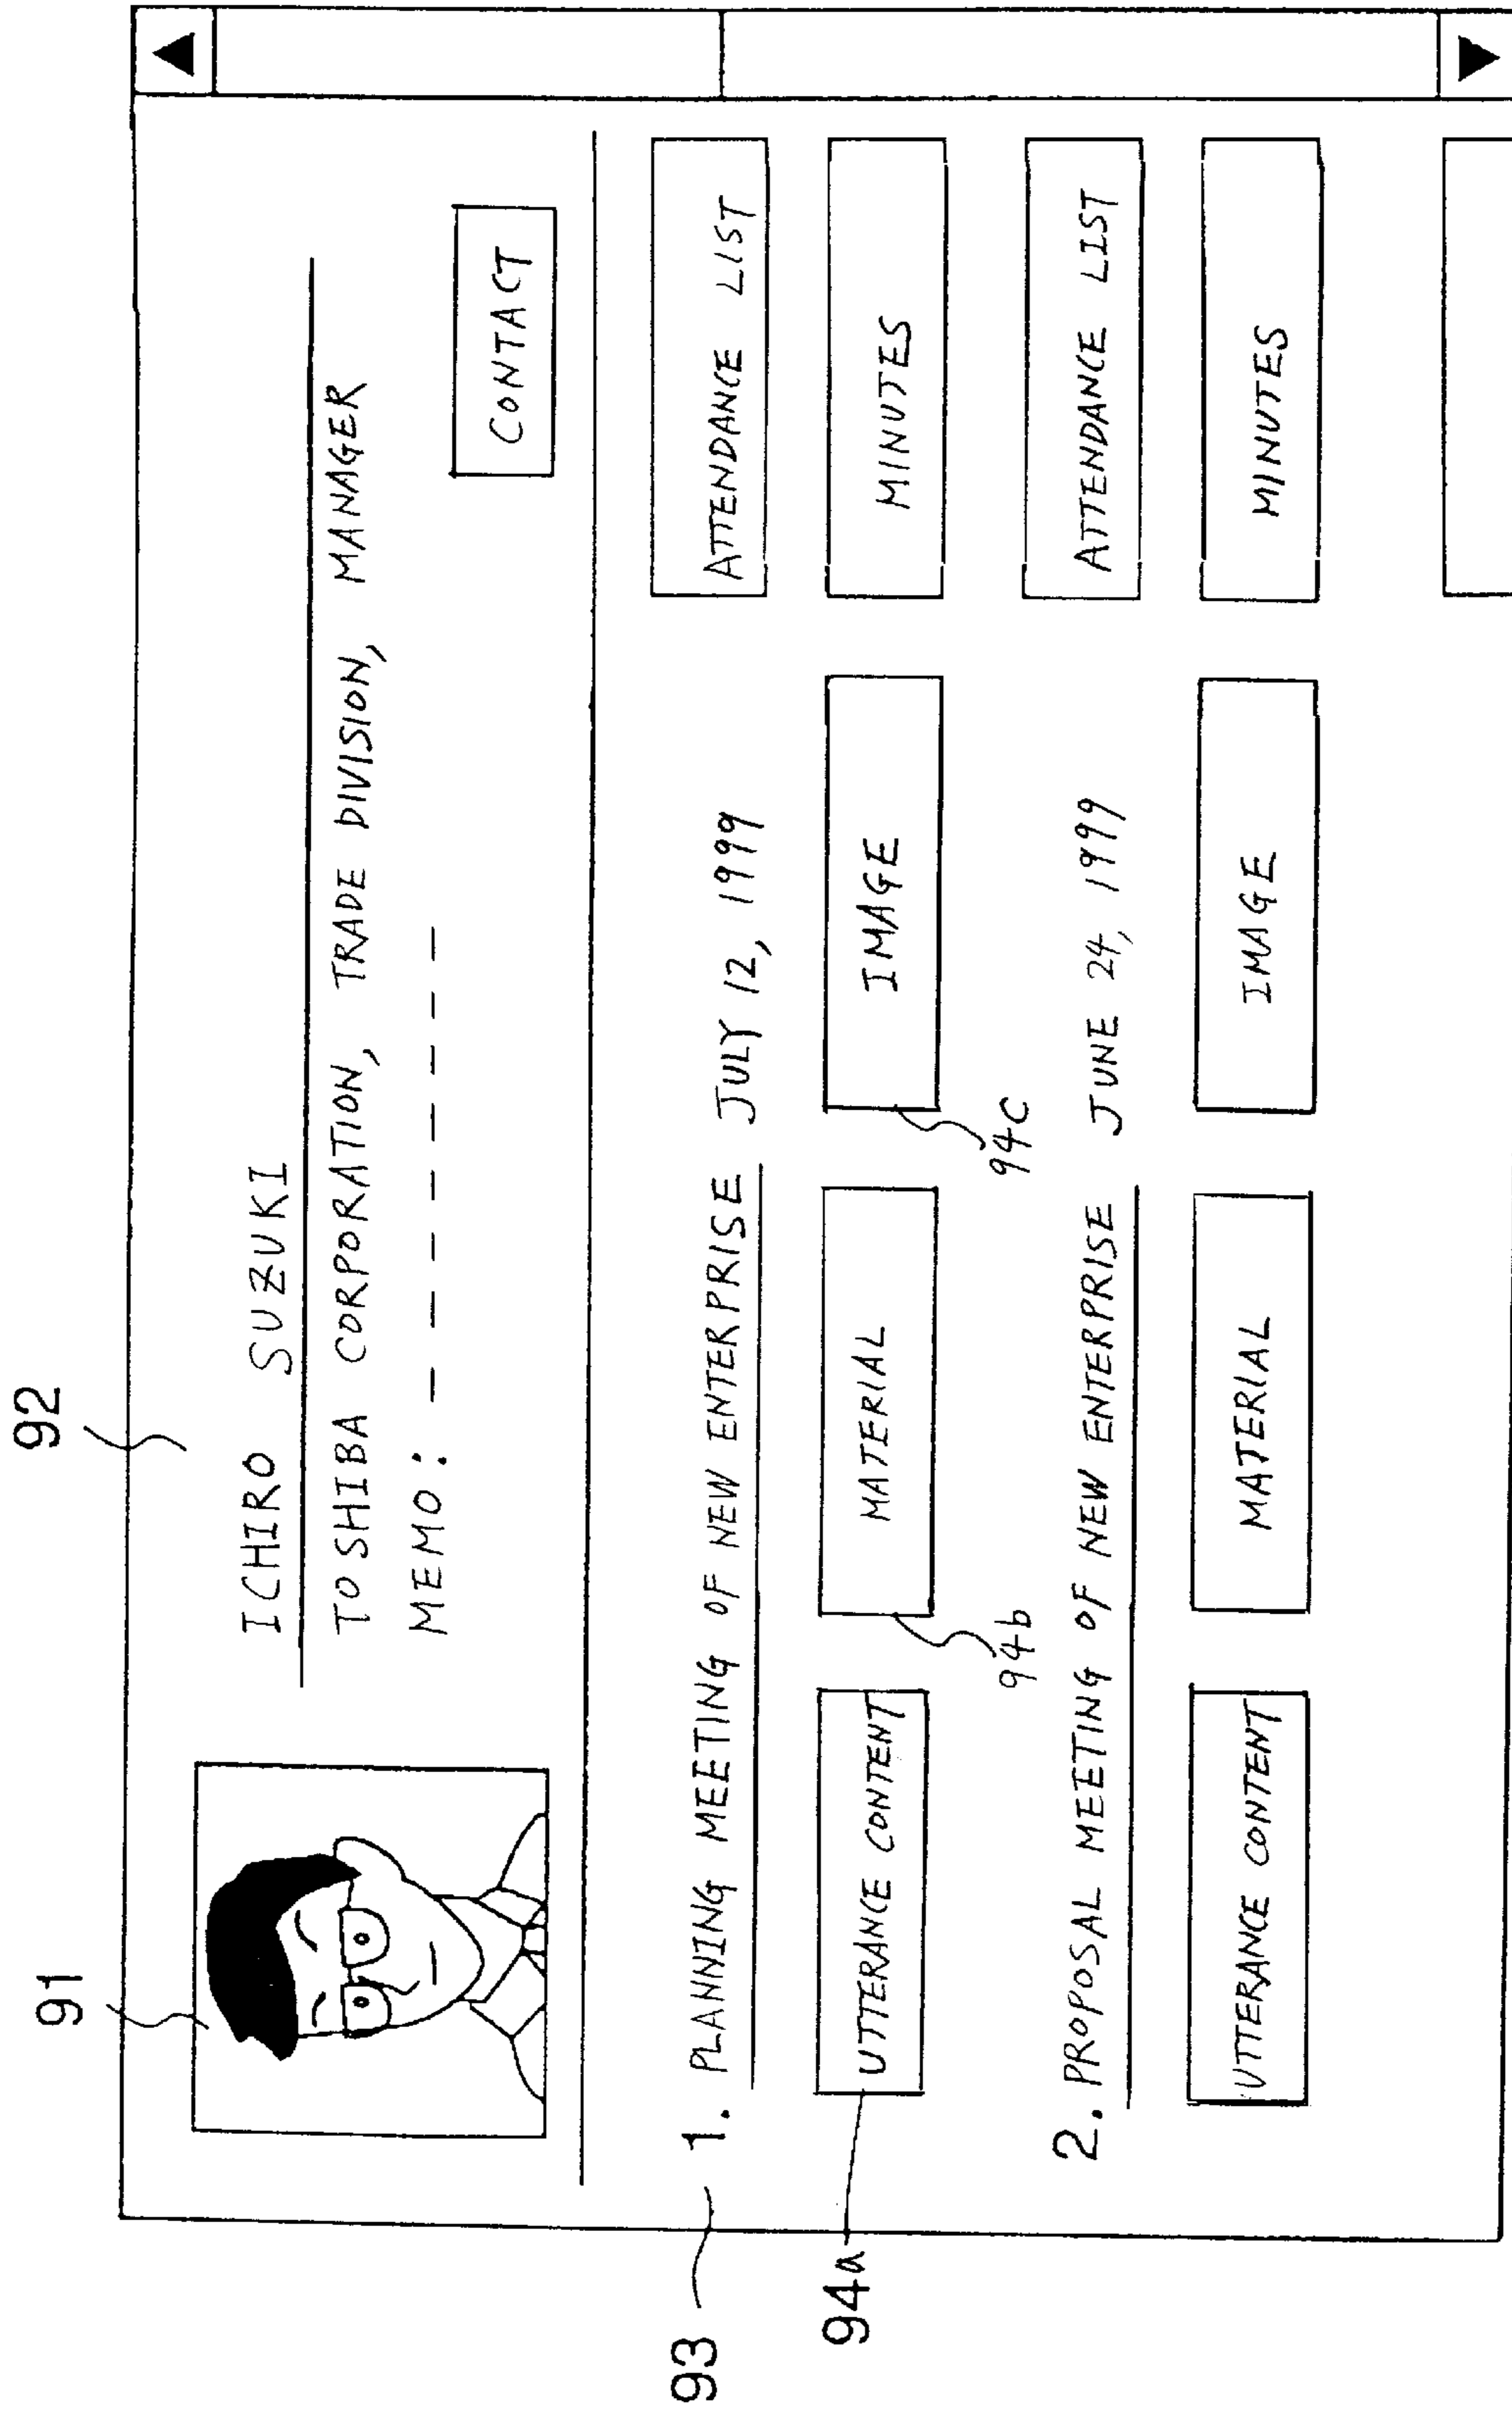 91
92
ICHIRO SUZUKI
TOSHIBA CORPORATION, TRADE DIVISION, MANAGER
MEMO: - - - - - - - -
CONTACT
93
1. PLANNING MEETING OF NEW ENTERPRISE JULY 12, 1999
ATTENDANCE LIST
94a
UTTERANCE CONTENT MATERIAL IMAGE MINUTES
94b 94c
2. PROPOSAL MEETING OF NEW ENTERPRISE JUNE 24, 1999
ATTENDANCE LIST
UTTERANCE CONTENT MATERIAL IMAGE MINUTES